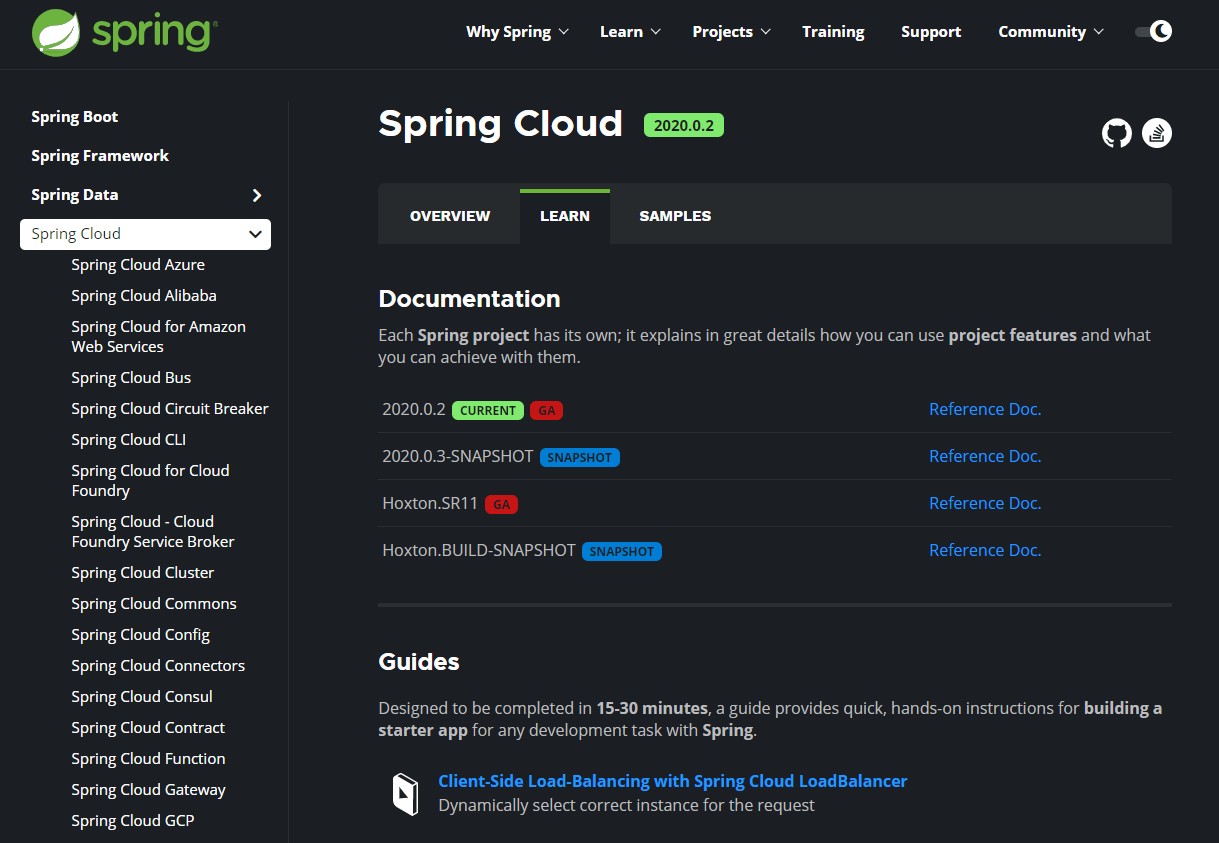 spring
Why Spring
Learn
Projects
Training
Support
Community
Spring Boot
Spring Framework
Spring Data
Spring Cloud
Spring Cloud Azure
Spring Cloud Alibaba
Spring Cloud for Amazon
Web Services
Spring Cloud Bus
Spring Cloud Circuit Breaker
Spring Cloud CLI
Spring Cloud for Cloud
Foundry
Spring Cloud - Cloud
Foundry Service Broker
Spring Cloud Cluster
Spring Cloud Commons
Spring Cloud Config
Spring Cloud Connectors
Spring Cloud Consul
Spring Cloud Contract
Spring Cloud Function
Spring Cloud Gateway
Spring Cloud GCP
Spring Cloud 2020.0.2
OVERVIEW
LEARN
SAMPLES
Documentation
Each Spring project has its own; it explains in great details how you can use project features and what
you can achieve with them.
2020.0.2 CURRENT GA Reference Doc.
2020.0.3-SNAPSHOT SNAPSHOT Reference Doc.
Hoxton.SR11 GA Reference Doc.
Hoxton.BUILD-SNAPSHOT SNAPSHOT Reference Doc.
Guides
Designed to be completed in 15-30 minutes, a guide provides quick, hands-on instructions for building a
starter app for any development task with Spring.
Client-Side Load-Balancing with Spring Cloud LoadBalancer
Dynamically select correct instance for the request